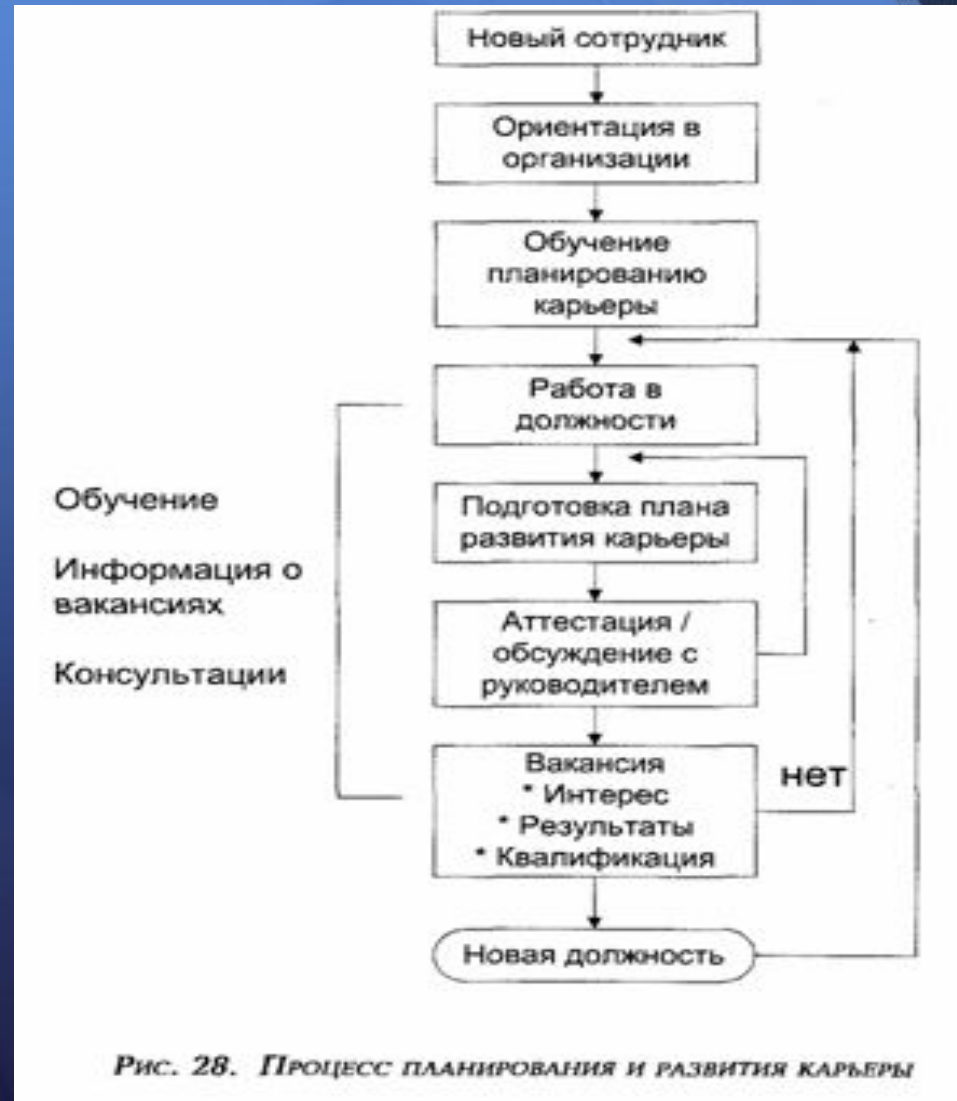 Новый сотрудник
Ориентация в
организации
Обучение
планированию
карьеры
Работа в
должности
Обучение
Информация о
вакансиях
Консультации
Подготовка плана
развития карьеры
Аттестация /
обсуждение с
руководителем
Вакансия
* Интерес
* Результаты
* Квалификация
нет
Новая должность
Рис. 28. Процесс планирования и развития карьеры